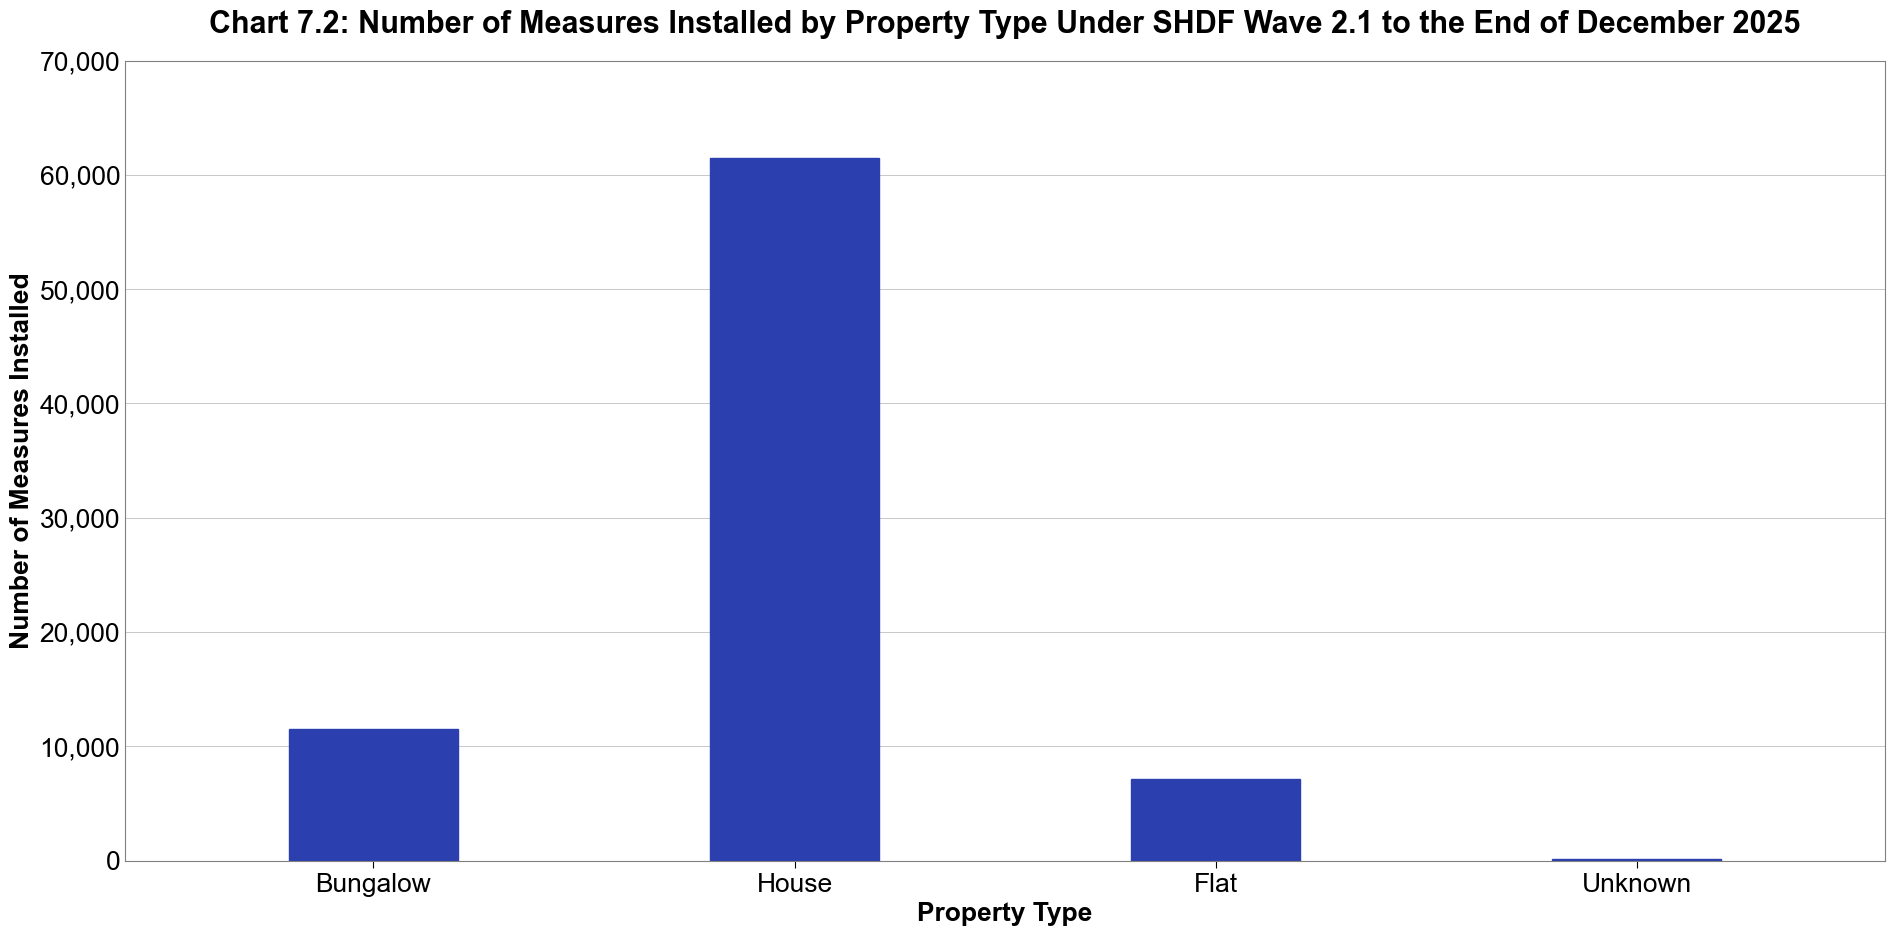 Chart 7.2: Number of Measures Installed by Property Type Under SHDF Wave 2.1 to the End of December 2025
Number of Measures Installed
70,000
60,000
50,000
40,000
30,000
20,000
10,000
0
Bungalow
House
Flat
Unknown
Property Type